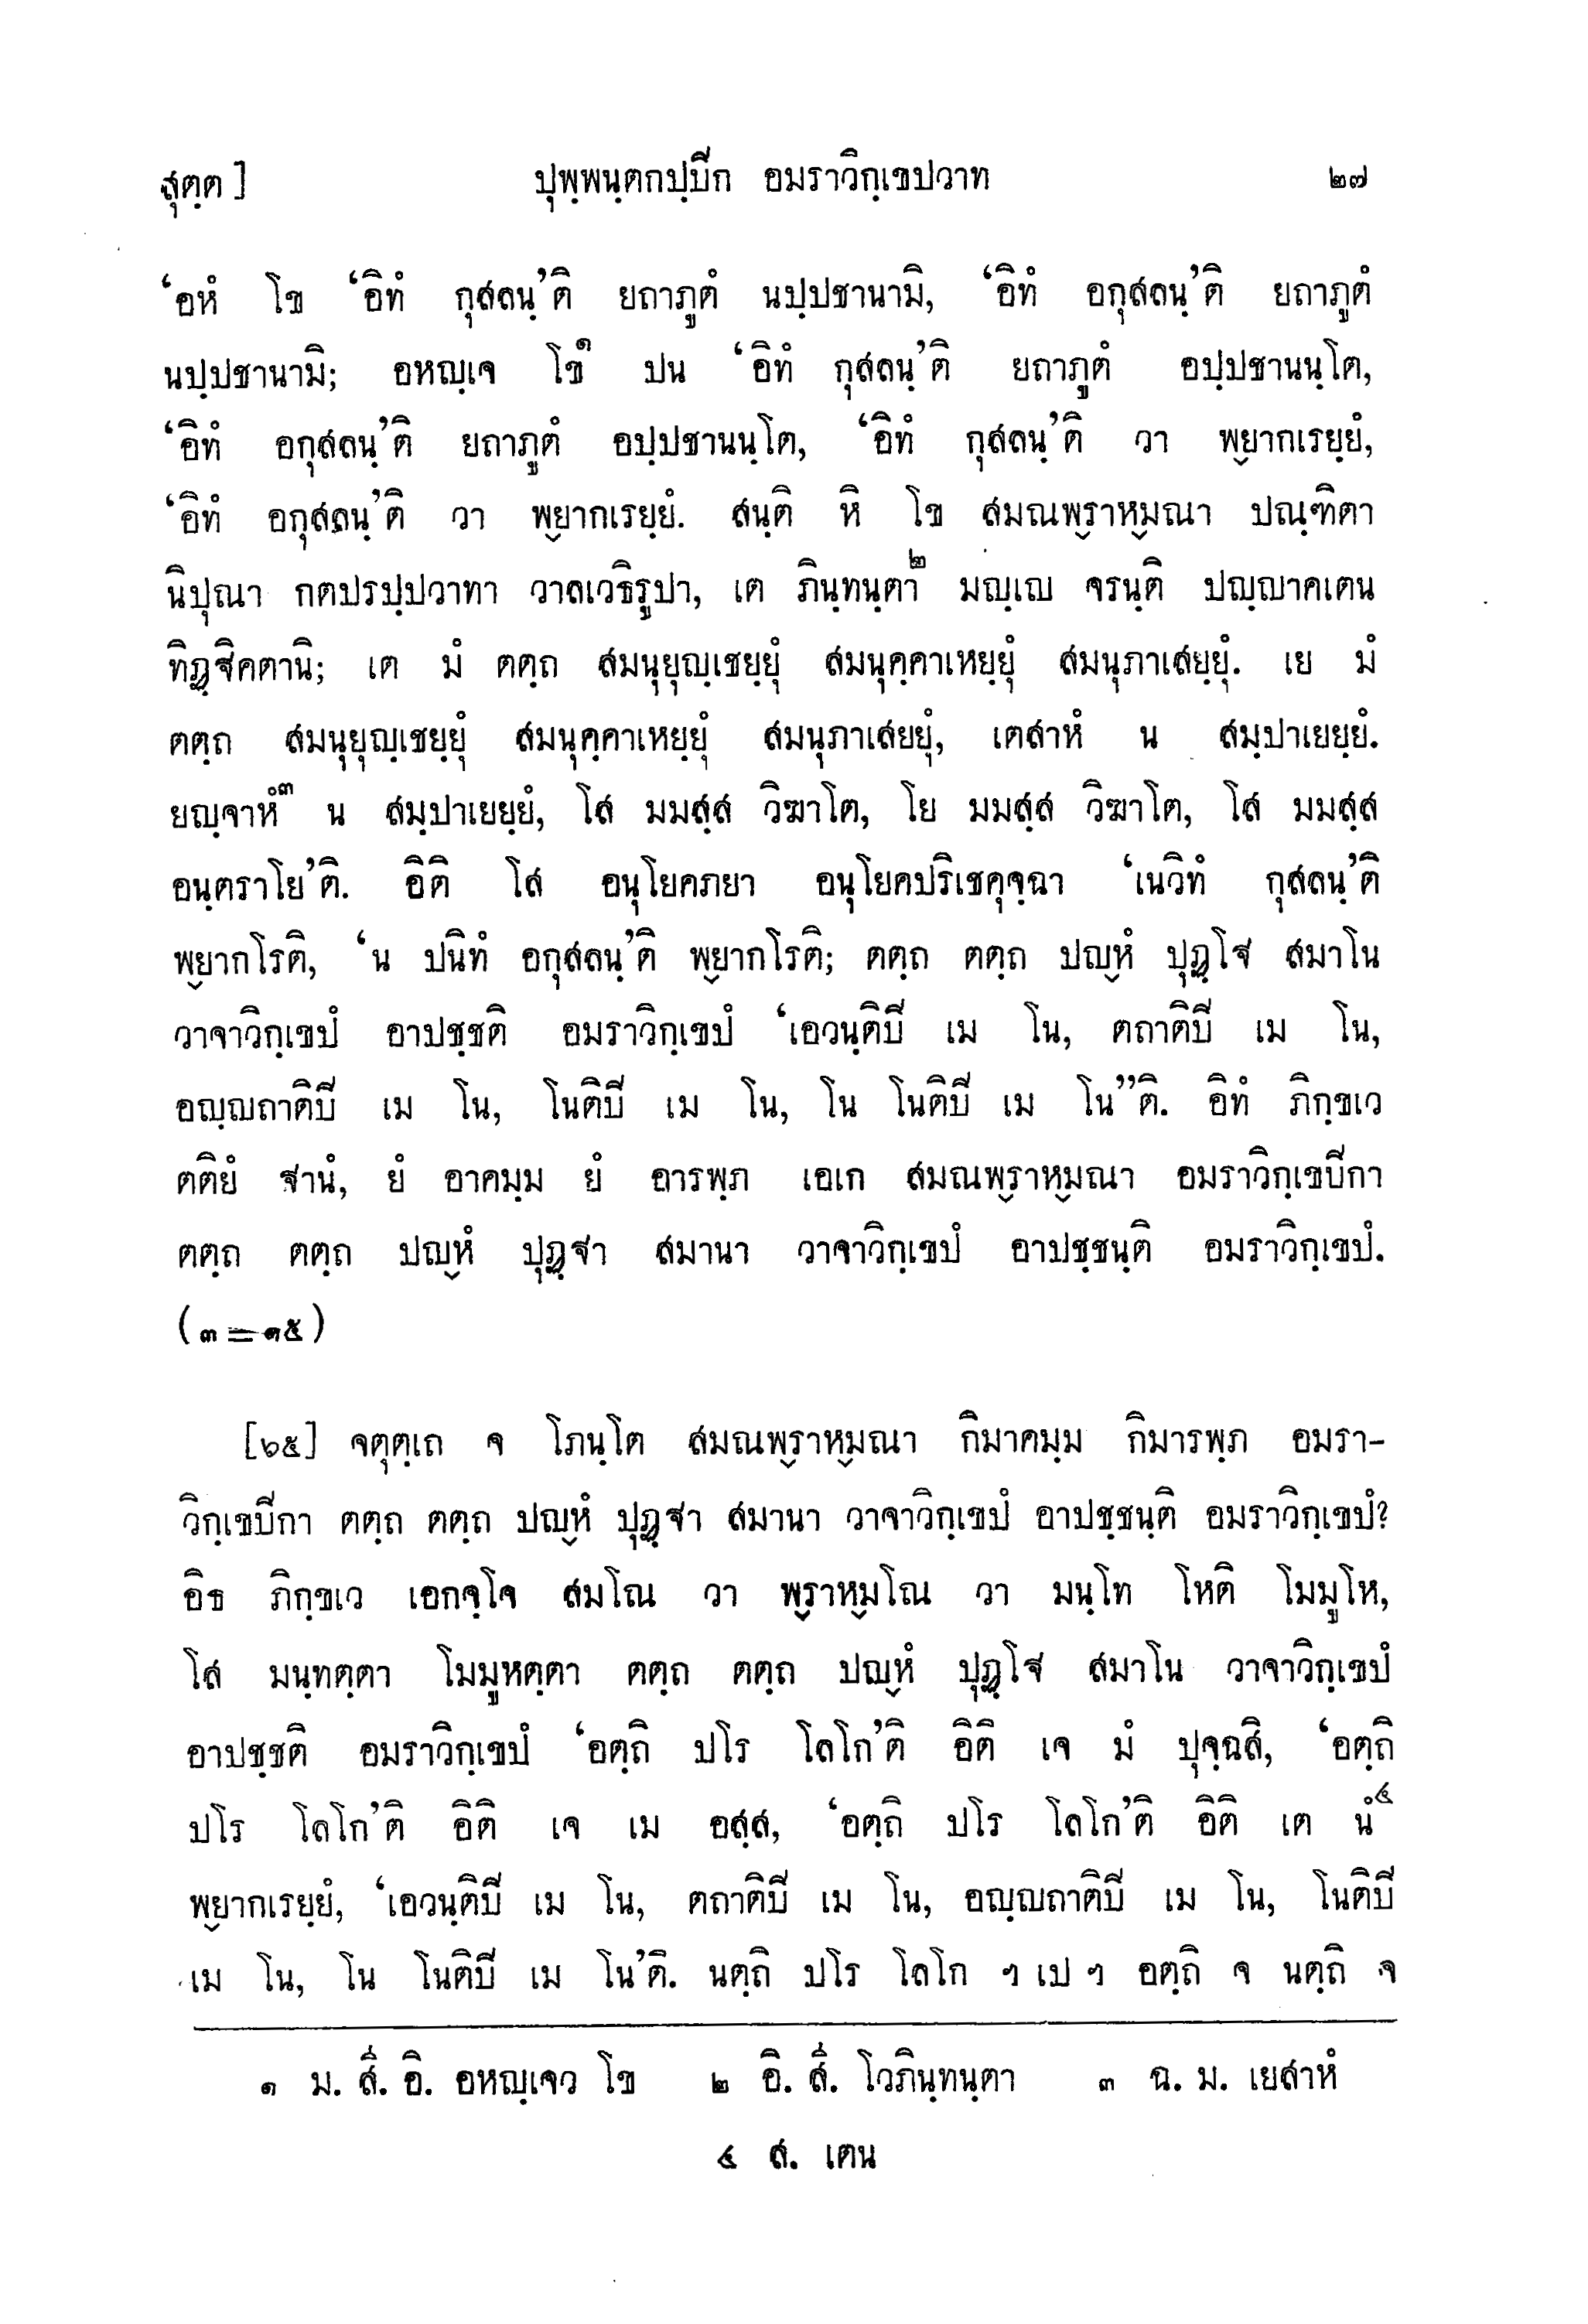 สุตฺต ] ปุพฺพนฺตกปฺปีก อมราวิกฺเขปวาท ๒๗
‘อหํ โข ‘อิทํ กุสลนฺ’ติ ยถาภูตํ นปฺปชานามิ, ‘อิทํ อกุสลนฺ’ติ ยถาภูตํ
นปฺปชานามิ; อหญฺเจ โข๑ ปน ‘อิทํ กุสลนฺ’ติ ยถาภูตํ อปฺปชานนฺโต,
‘อิทํ อกุสลนฺ’ติ ยถาภูตํ อปฺปชานนฺโต, ‘อิทํ กุสลนฺ’ติ วา พฺยากเรยฺยํ,
‘อิทํ อกุสลนฺ’ติ วา พฺยากเรยฺยํ. สนฺติ หิ โข สมณพฺราหฺมณา ปณฺฑิตา
นิปุณา กตปรปฺปวาทา วาลเวธิรูปา, เต ภินฺทนฺตา๒ มญฺเญ จรนฺติ ปญฺญาคเตน
ทิฏฺฐิคตานิ; เต มํ ตตฺถ สมนุยุญฺเชยฺยุํ สมนุคฺคาเหยฺยุํ สมนุภาเสยฺยุํ. เย มํ
ตตฺถ สมนุยุญฺเชยฺยุํ สมนุคฺคาเหยฺยุํ สมนุภาเสยยุํ, เตสาหํ น สมฺปาเยยฺยํ.
ยญฺจาหํ๓ น สมฺปาเยยฺยํ, โส มมสฺส วิฆาโต, โย มมสฺส วิฆาโต, โส มมสฺส
อนฺตราโย’ติ. อิติ โส อนุโยคภยา อนุโยคปริเชคุจฺฉา ‘เนวิทํ กุสลนฺ’ติ
พฺยากโรติ, ‘น ปนิทํ อกุสลนฺ’ติ พฺยากโรติ; ตตฺถ ตตฺถ ปญฺหํ ปุฏฺโฐ สมาโน
วาจาวิกฺเขปํ อาปชฺชติ อมราวิกฺเขปํ ‘เอวนฺติปี เม โน, ตถาติปี เม โน,
อญฺญถาติปี เม โน, โนติปี เม โน, โน โนติปี เม โน’’ติ. อิทํ ภิกฺขเว
ตติยํ ฐานํ, ยํ อาคมฺม ยํ อารพฺภ เอเก สมณพฺราหฺมณา อมราวิกฺเขปีกา
ตตฺถ ตตฺถ ปญฺหํ ปุฏฺฐา สมานา วาจาวิกฺเขปํ อาปชฺชนฺติ อมราวิกฺเขปํ.
(๓=๑๕)
[๖๕] จตุตฺเถ จ โภนฺโต สมณพฺราหฺมณา กิมาคมฺม กิมารพฺภ อมรา-
วิกฺเขปีกา ตตฺถ ตตฺถ ปญฺหํ ปุฏฺฐา สมานา วาจาวิกฺเขปํ อาปชฺชนฺติ อมราวิกฺเขปํ?
อิธ ภิกฺขเว เอกจฺโจ สมโณ วา พฺราหฺมโณ วา มนฺโท โหติ โมมูโห,
โส มนฺทตฺตา โมมูหตฺตา ตตฺถ ตตฺถ ปญฺหํ ปุฏฺโฐ สมาโน วาจาวิกฺเขปํ
อาปชฺชติ อมราวิกฺเขปํ ‘อตฺถิ ปโร โลโก’ติ อิติ เจ มํ ปุจฺฉสิ, ‘อตฺถิ
ปโร โลโก’ติ อิติ เจ เม อสฺส, ‘อตฺถิ ปโร โลโก’ติ อิติ เต นํ๔
พฺยากเรยฺยํ, ‘เอวนฺติปี เม โน, ตถาติปี เม โน, อญฺญถาติปี เม โน, โนติปี
เม โน, โน โนติปี เม โน’ติ. นตฺถิ ปโร โลโก ฯ เป ฯ อตฺถิ จ นตฺถิ จ
๑ ม. สี. อิ. อหญฺเจว โข ๒ อิ. สี. โวภินฺทนฺตา ๓ ฉ. ม. เยสาหํ
๔ ส. เตน